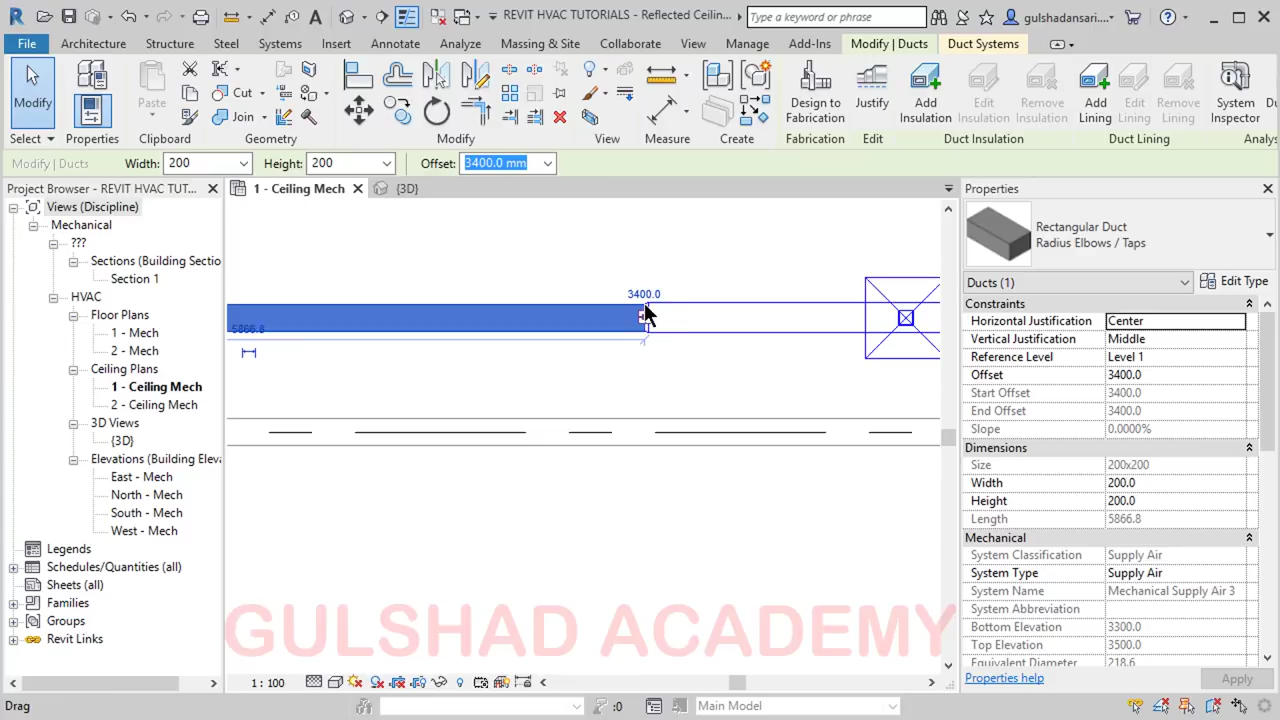 REVIT HVAC TUTORIALS - Reflected Ceilin...
Type a keyword or phrase
gulshadansari....
File
Architecture
Structure
Steel
Systems
Insert
Annotate
Analyze
Massing & Site
Collaborate
View
Manage
Add-Ins
Modify | Ducts
Duct Systems
Modify
Properties
Paste
Cut
Join
Design to
Fabrication
Justify
Add
Insulation
Edit
Insulation
Remove
Insulation
Add
Lining
Edit
Lining
Remove
Lining
System
Inspector
Select
Properties
Clipboard
Geometry
Modify
View
Measure
Create
Fabrication
Edit
Duct Insulation
Duct Lining
Analys
Modify | Ducts
Width: 200
Height: 200
Offset: 3400.0 mm
Project Browser - REVIT HVAC TUT...
1 - Ceiling Mech
{3D}
Views (Discipline)
Mechanical
???
Sections (Building Sectio
Section 1
HVAC
Floor Plans
1 - Mech
2 - Mech
Ceiling Plans
1 - Ceiling Mech
2 - Ceiling Mech
3D Views
{3D}
Elevations (Building Eleva
East - Mech
North - Mech
South - Mech
West - Mech
Legends
Schedules/Quantities (all)
Sheets (all)
Families
Groups
Revit Links
3400.0
5866.8
GULSHAD ACADEMY
1 : 100
Properties
Rectangular Duct
Radius Elbows / Taps
Ducts (1)
Edit Type
Constraints
Horizontal Justification Center
Vertical Justification Middle
Reference Level Level 1
Offset 3400.0
Start Offset 3400.0
End Offset 3400.0
Slope 0.0000%
Dimensions
Size 200x200
Width 200.0
Height 200.0
Length 5866.8
Mechanical
System Classification Supply Air
System Type Supply Air
System Name Mechanical Supply Air 3
System Abbreviation
Bottom Elevation 3300.0
Top Elevation 3500.0
Equivalent Diameter 218.6
Properties help
Apply
Drag
:0
Main Model